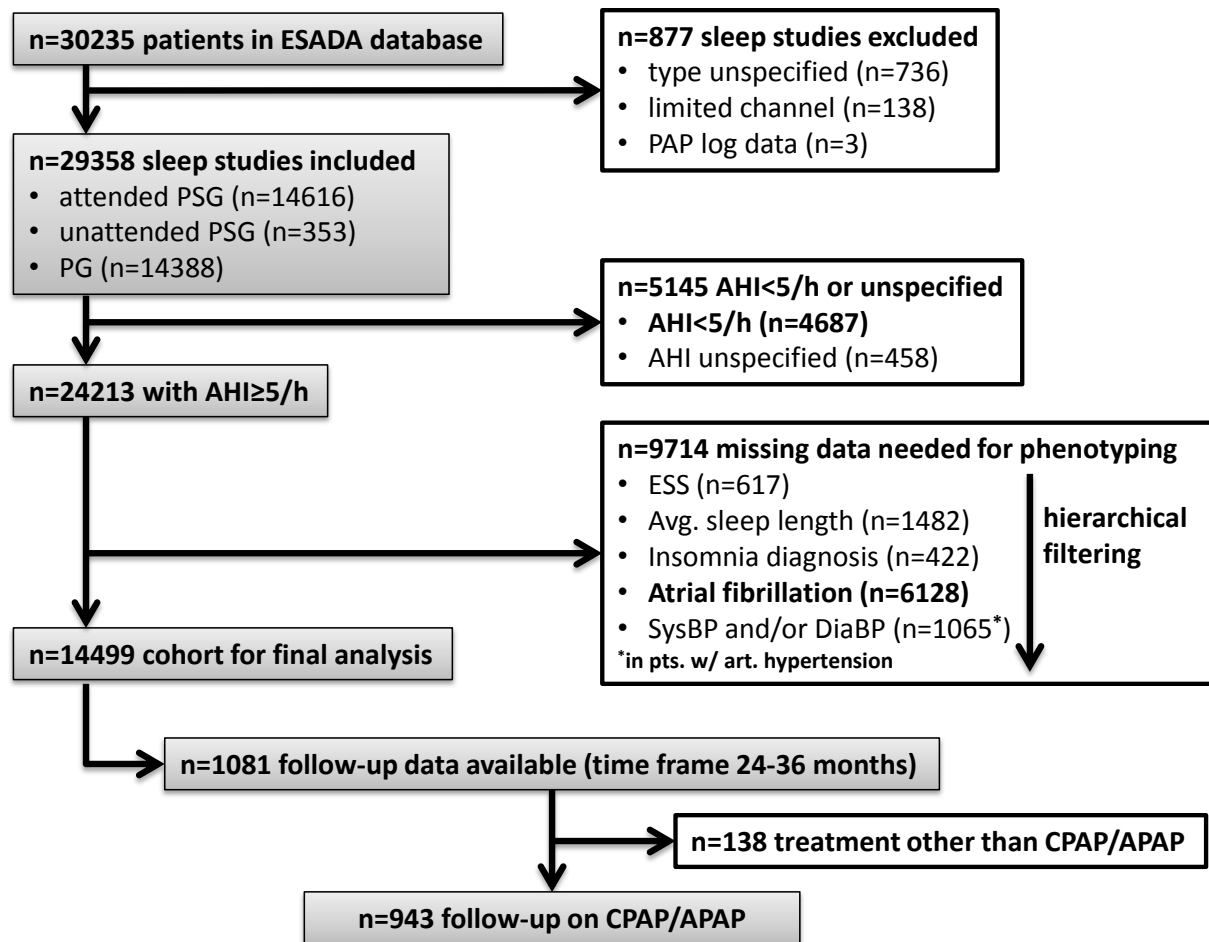 n=30235 patients in ESADA database
n=877 sleep studies excluded
• type unspecified (n=736)
• limited channel (n=138)
• PAP log data (n=3)
n=29358 sleep studies included
• attended PSG (n=14616)
• unattended PSG (n=353)
• PG (n=14388)
n=5145 AHI<5/h or unspecified
• AHI<5/h (n=4687)
• AHI unspecified (n=458)
n=24213 with AHI≥5/h
n=9714 missing data needed for phenotyping
• ESS (n=617)
• Avg. sleep length (n=1482)
• Insomnia diagnosis (n=422)
• Atrial fibrillation (n=6128)
• SysBP and/or DiaBP (n=1065*)
*in pts. w/ art. hypertension
hierarchical
filtering
n=14499 cohort for final analysis
n=1081 follow-up data available (time frame 24-36 months)
n=138 treatment other than CPAP/APAP
n=943 follow-up on CPAP/APAP